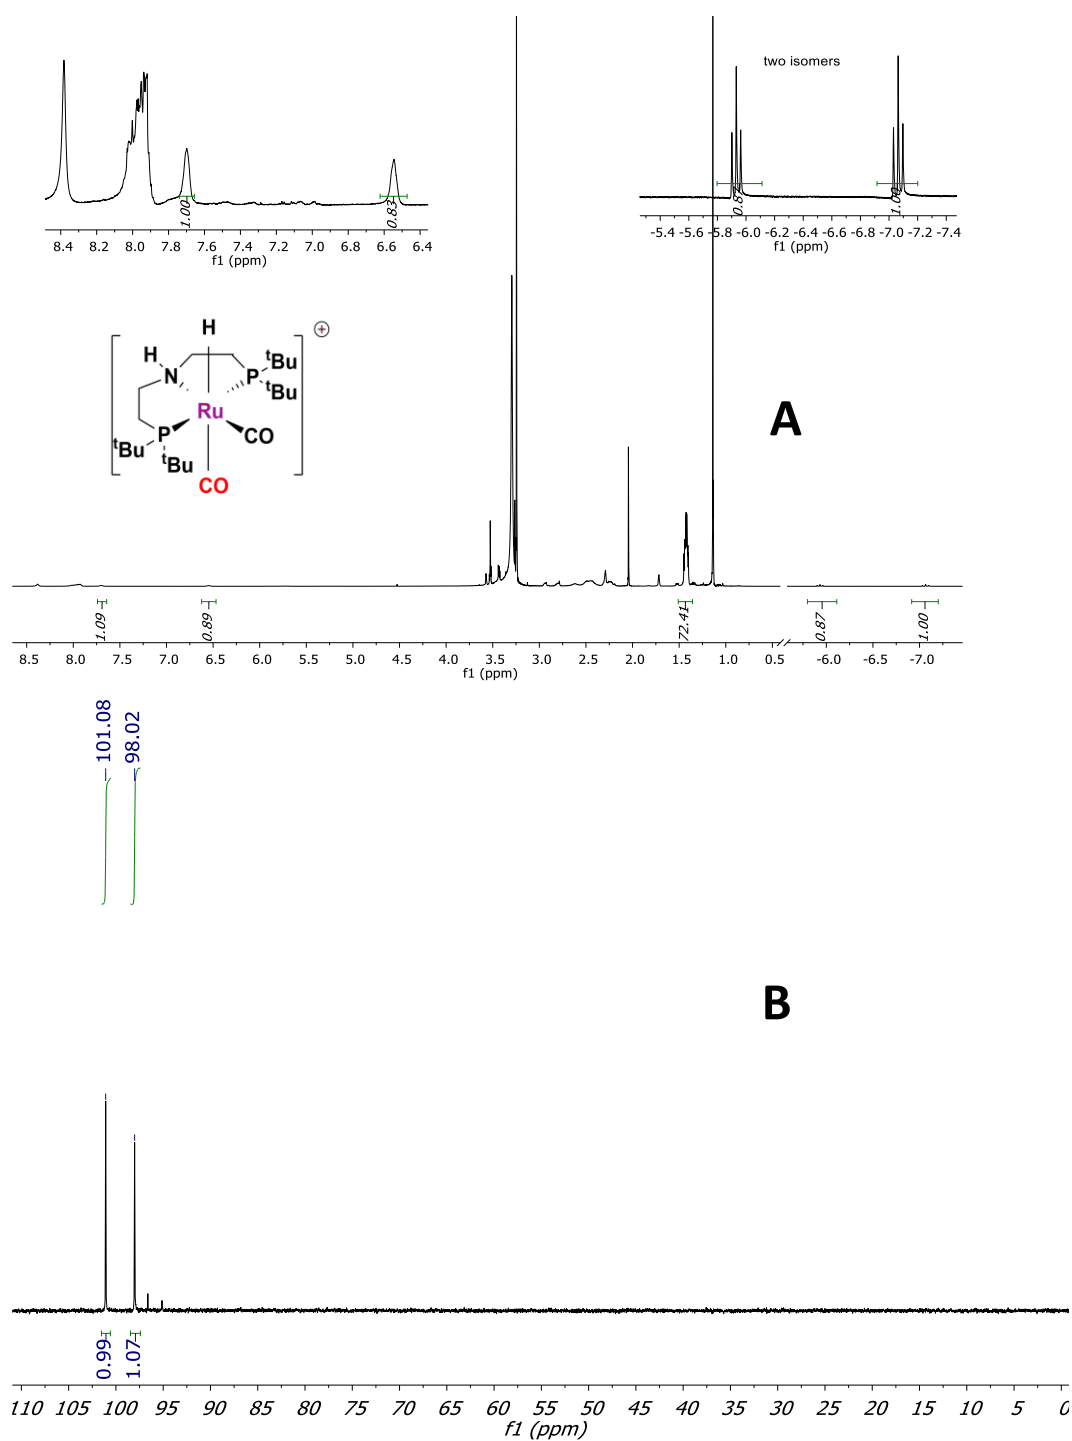 two isomers
1.00
0.83
0.87
1.00
8.4 8.2 8.0 7.8 7.6 7.4 7.2 7.0 6.8 6.6 6.4
f1 (ppm)
-5.4 -5.6 -5.8 -6.0 -6.2 -6.4 -6.6 -6.8 -7.0 -7.2 -7.4
f1 (ppm)
H
+
H
N
P
tBu
tBu
Ru
P
CO
tBu
tBu
CO
A
1.09
0.89
72.41
0.87
1.00
8.5 8.0 7.5 7.0 6.5 6.0 5.5 5.0 4.5 4.0 3.5 3.0 2.5 2.0 1.5 1.0 0.5 -6.0 -6.5 -7.0
f1 (ppm)
101.08
98.02
B
0.99
1.07
110 105 100 95 90 85 80 75 70 65 60 55 50 45 40 35 30 25 20 15 10 5 0
f1 (ppm)